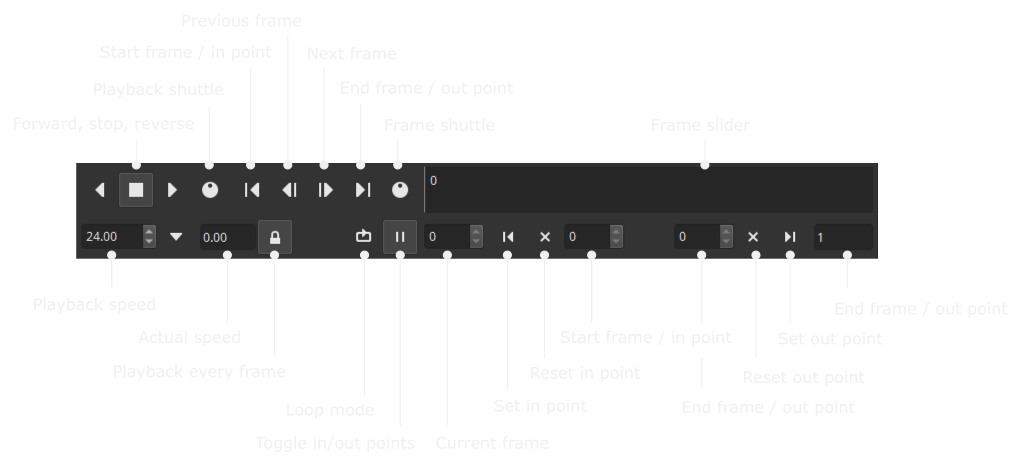 Previous frame
Start frame / in point
Next frame
Playback shuttle
End frame / out point
Forward, stop, reverse
Frame shuttle
Frame slider
0
24.00
0.00
0
0
0
1
Playback speed
End frame / out point
Actual speed
Start frame / in point
Set out point
Playback every frame
Reset in point
Reset out point
Loop mode
Set in point
End frame / out point
Toggle in/out points
Current frame